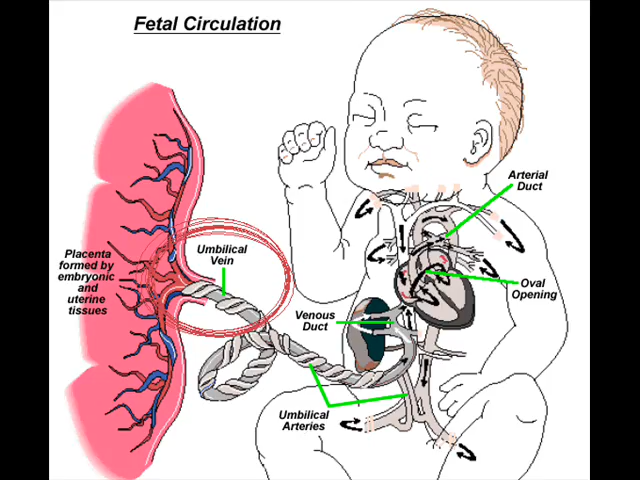 Fetal Circulation
Arterial
Duct
Umbilical
Vein
Placenta
formed by
embryonic
and
uterine
tissues
Oval
Opening
Venous
Duct
Umbilical
Arteries